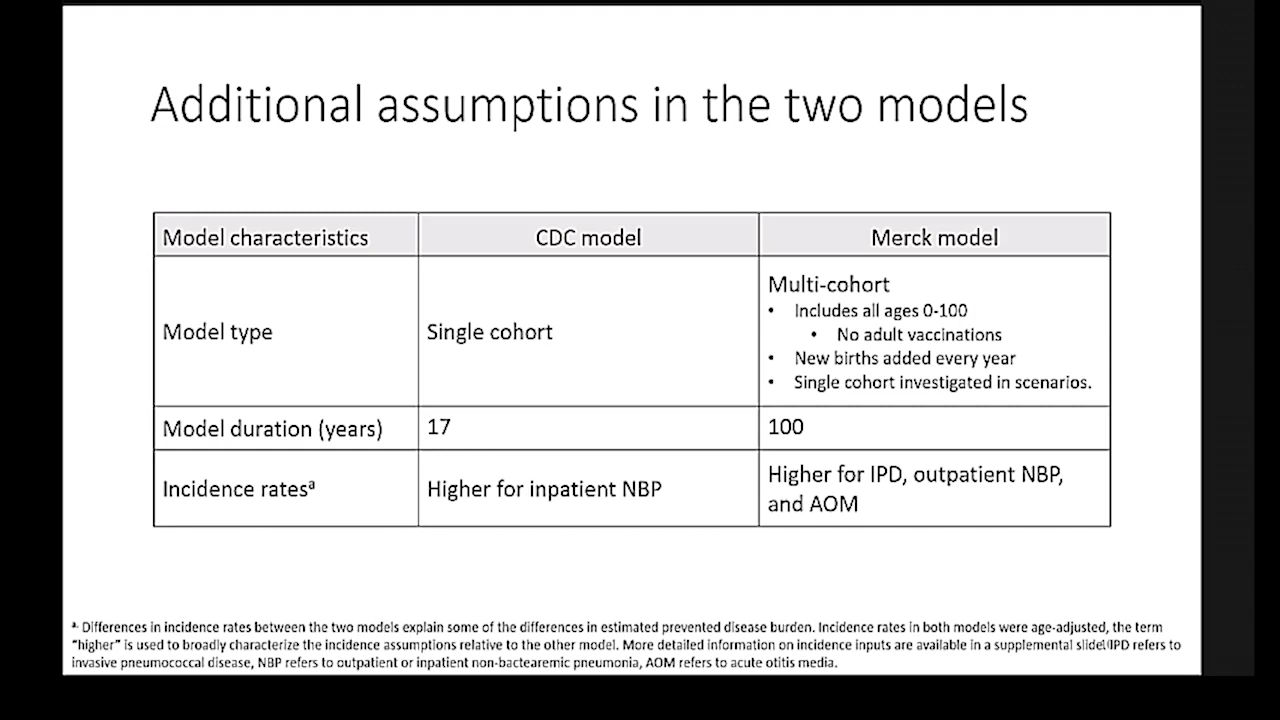 Additional assumptions in the two models
Model characteristics
CDC model
Merck model
Model type
Single cohort
Multi-cohort
• Includes all ages 0-100
• No adult vaccinations
• New births added every year
• Single cohort investigated in scenarios.
Model duration (years)
17
100
Incidence ratesª
Higher for inpatient NBP
Higher for IPD, outpatient NBP,
and AOM
a. Differences in incidence rates between the two models explain some of the differences in estimated prevented disease burden. Incidence rates in both models were age-adjusted, the term
“higher” is used to broadly characterize the incidence assumptions relative to the other model. More detailed information on incidence inputs are available in a supplemental slide IPD refers to
invasive pneumococcal disease, NBP refers to outpatient or inpatient non-bactearemic pneumonia, AOM refers to acute otitis media.